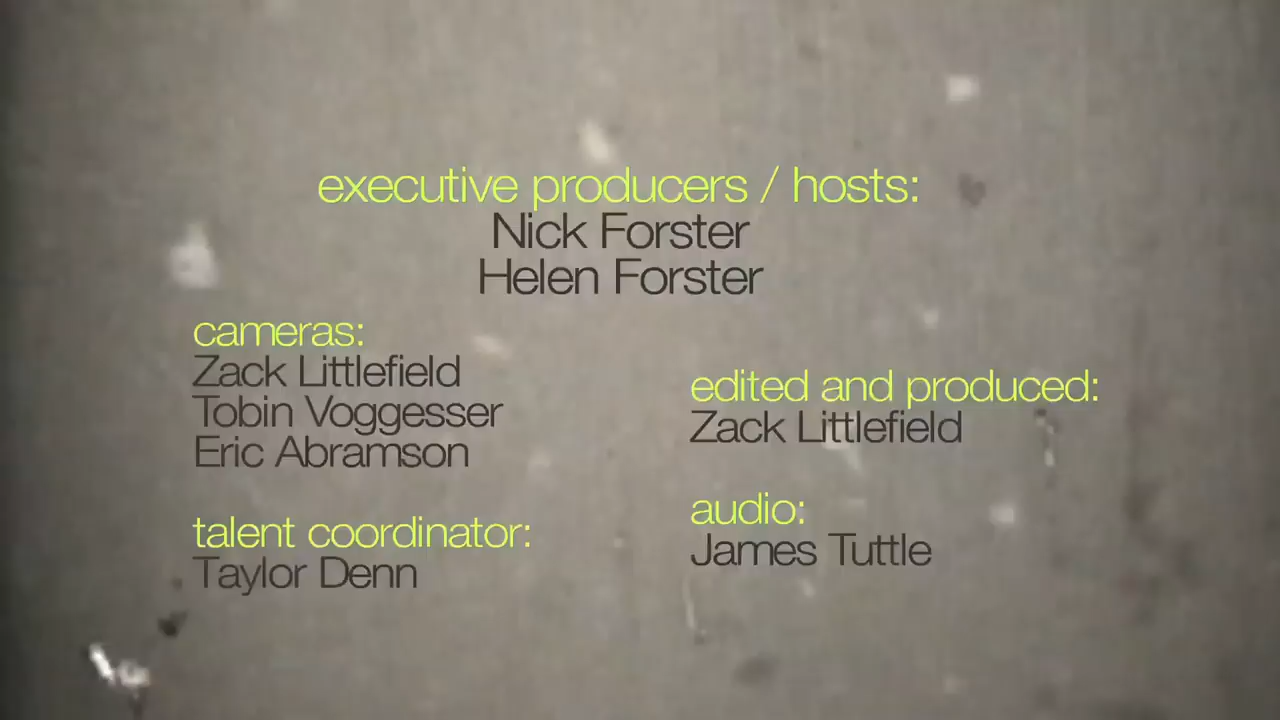 executive producers / hosts:
Nick Forster
Helen Forster
cameras:
Zack Littlefield
Tobin Voggesser
Eric Abramson
talent coordinator:
Taylor Denn
edited and produced:
Zack Littlefield
audio:
James Tuttle